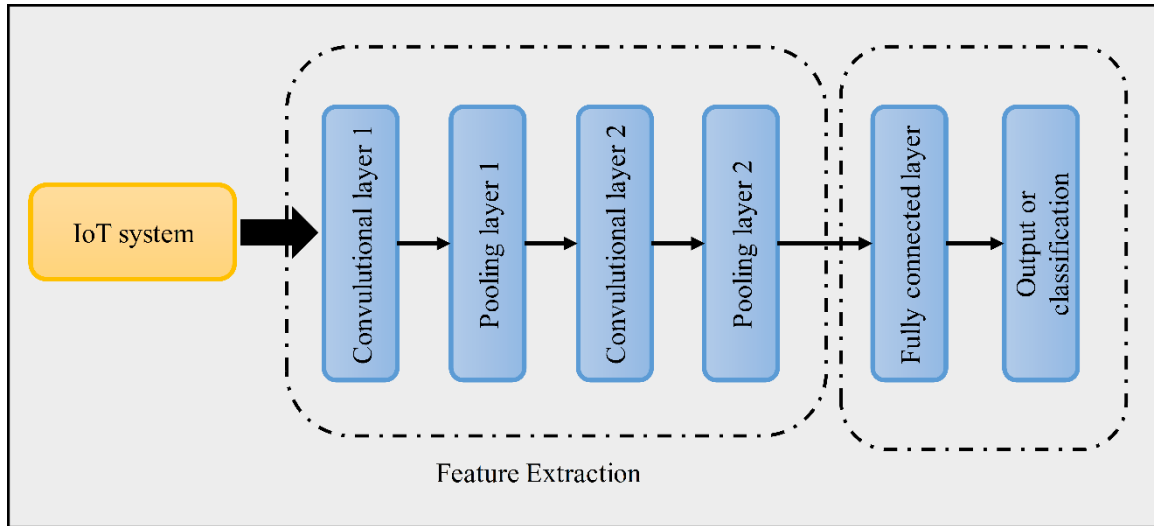 IoT system
Convulutional layer 1
Pooling layer 1
Convulutional layer 2
Pooling layer 2
Fully connected layer
Output or
classification
Feature Extraction